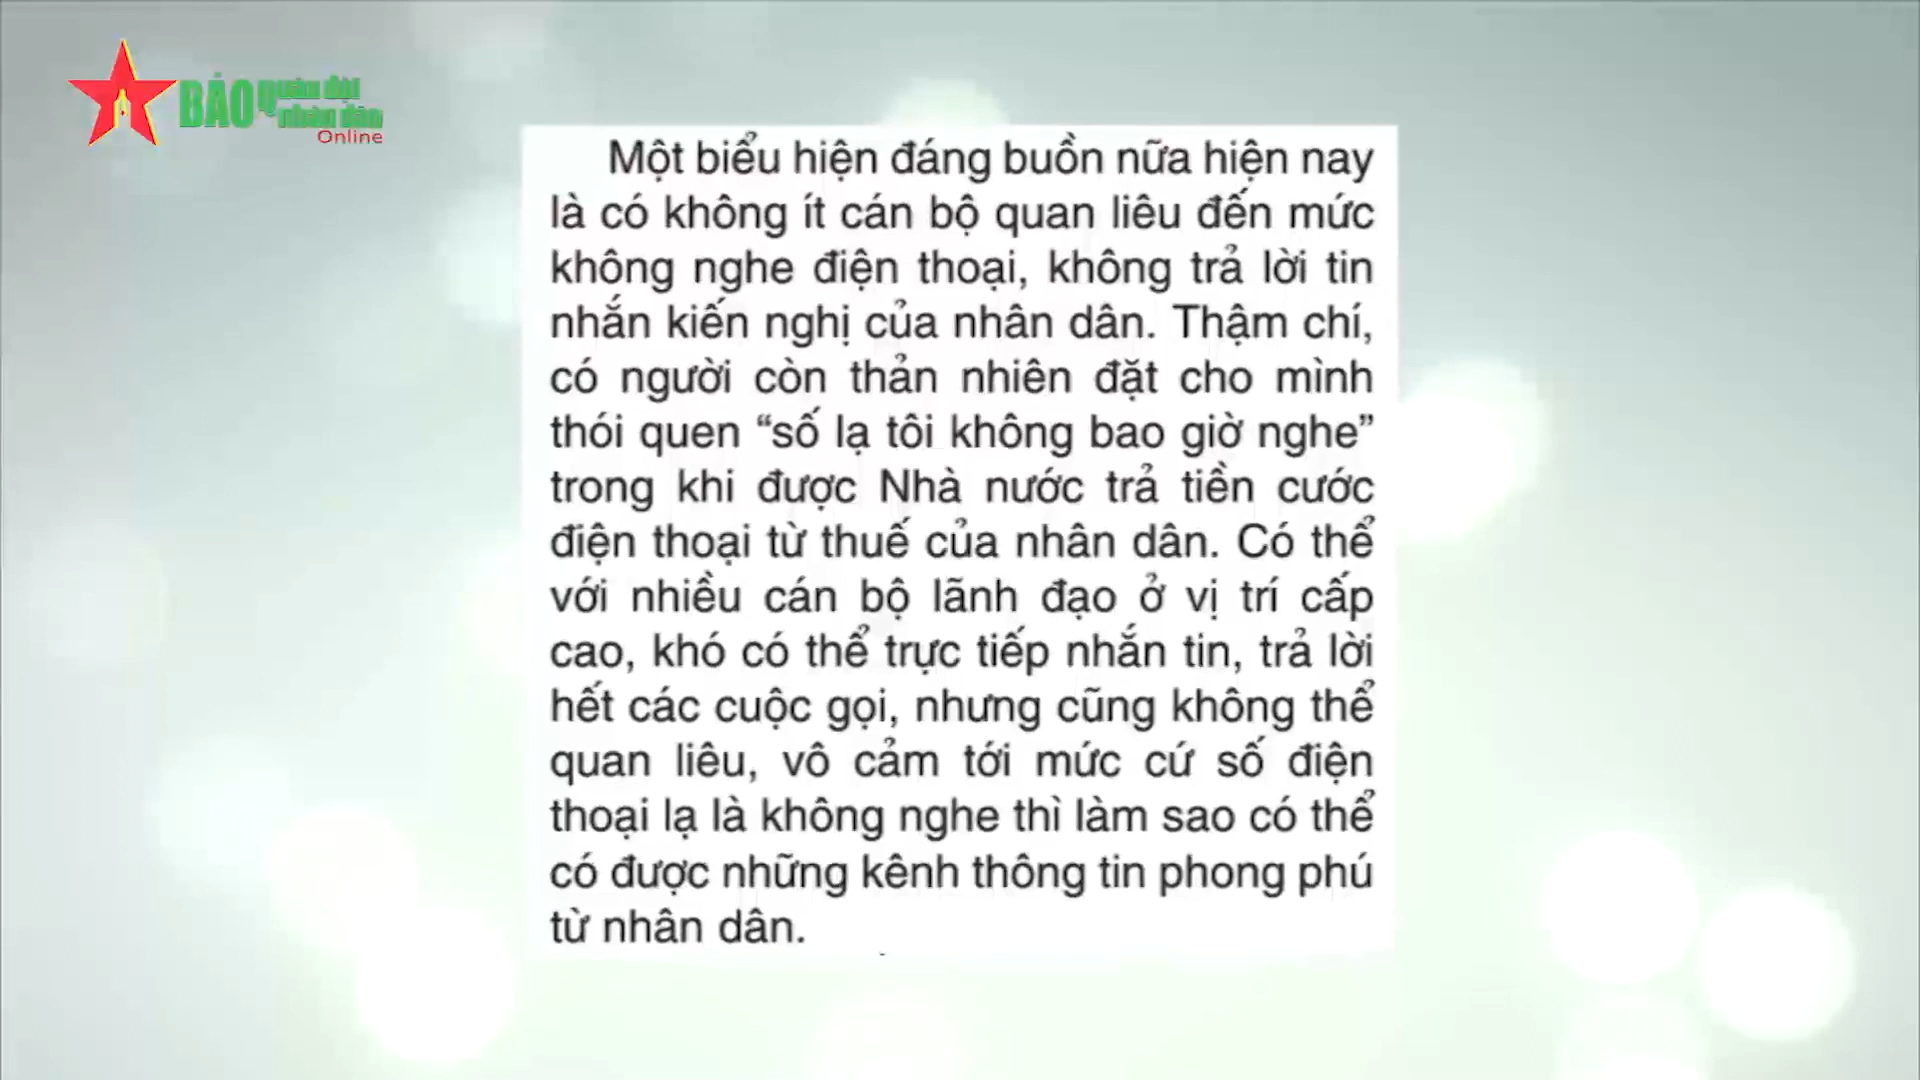 BÁO Quân đội
nhân dân
Online
Một biểu hiện đáng buồn nữa hiện nay
là có không ít cán bộ quan liêu đến mức
không nghe điện thoại, không trả lời tin
nhắn kiến nghị của nhân dân. Thậm chí,
có người còn thản nhiên đặt cho mình
thói quen “số lạ tôi không bao giờ nghe”
trong khi được Nhà nước trả tiền cước
điện thoại từ thuế của nhân dân. Có thể
với nhiều cán bộ lãnh đạo ở vị trí cấp
cao, khó có thể trực tiếp nhắn tin, trả lời
hết các cuộc gọi, nhưng cũng không thể
quan liêu, vô cảm tới mức cứ số điện
thoại lạ là không nghe thì làm sao có thể
có được những kênh thông tin phong phú
từ nhân dân.